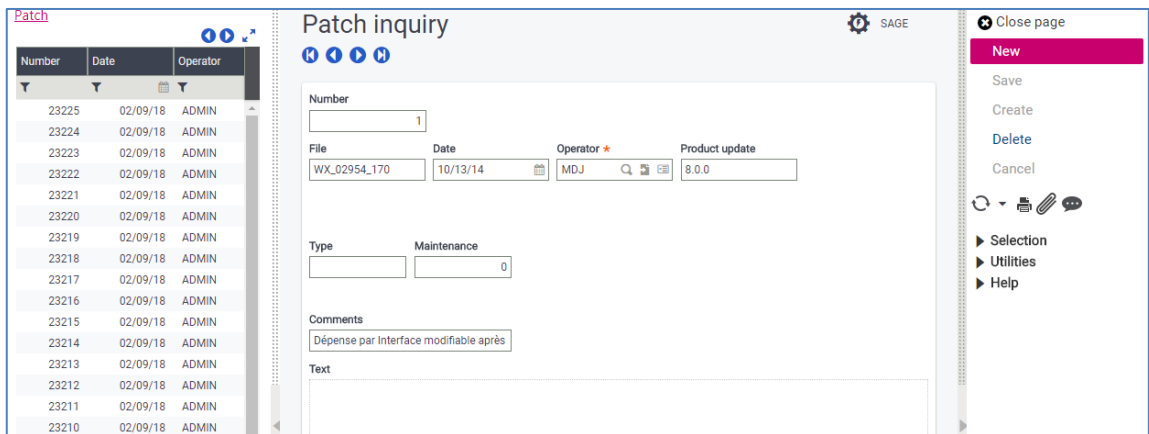 Patch
Number Date Operator
23225 02/09/18 ADMIN
23224 02/09/18 ADMIN
23223 02/09/18 ADMIN
23222 02/09/18 ADMIN
23221 02/09/18 ADMIN
23220 02/09/18 ADMIN
23219 02/09/18 ADMIN
23218 02/09/18 ADMIN
23217 02/09/18 ADMIN
23216 02/09/18 ADMIN
23215 02/09/18 ADMIN
23214 02/09/18 ADMIN
23213 02/09/18 ADMIN
23212 02/09/18 ADMIN
23211 02/09/18 ADMIN
23210 02/09/18 ADMIN
Patch inquiry
SAGE
Number
1
File Date Operator * Product update
WX_02954_170 10/13/14 MDJ 8.0.0
Type Maintenance
0
Comments
Dépense par Interface modifiable après
Text
Close page
New
Save
Create
Delete
Cancel
Selection
Utilities
Help